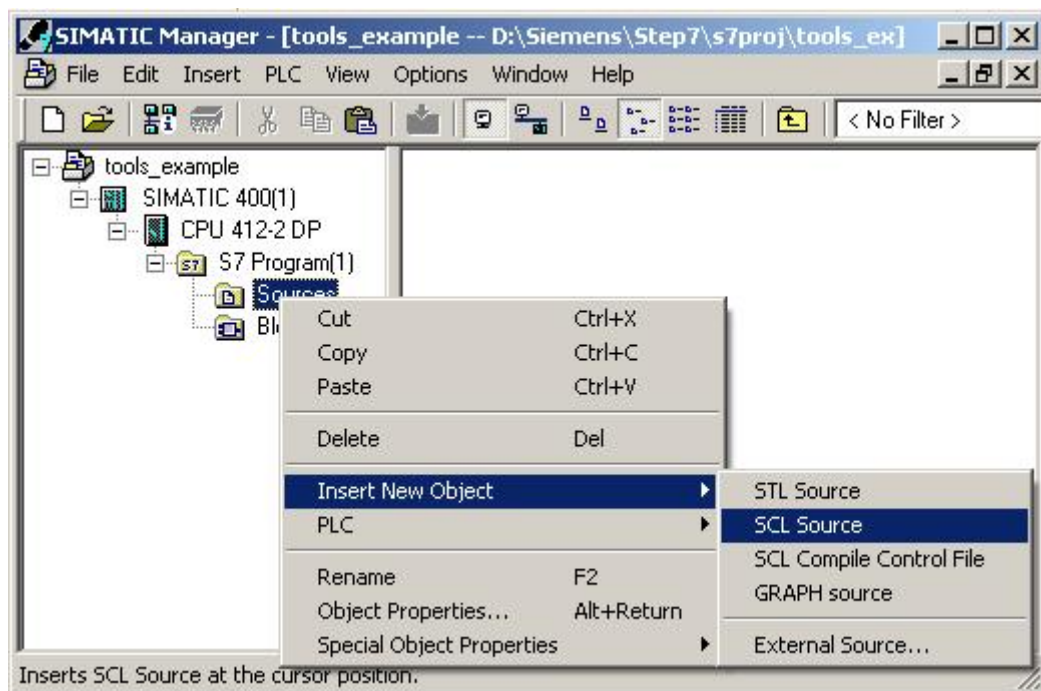 SIMATIC Manager - [tools_example -- D:\Siemens\Step7\s7proj\tools_ex]
File Edit Insert PLC View Options Window Help
< No Filter >
tools_example
SIMATIC 400(1)
CPU 412-2 DP
S7 Program(1)
Sources
Cut Ctrl+X
Copy Ctrl+C
Paste Ctrl+V
Delete Del
Insert New Object
PLC
Rename F2
Object Properties... Alt+Return
Special Object Properties
STL Source
SCL Source
SCL Compile Control File
GRAPH source
External Source...
Inserts SCL Source at the cursor position.